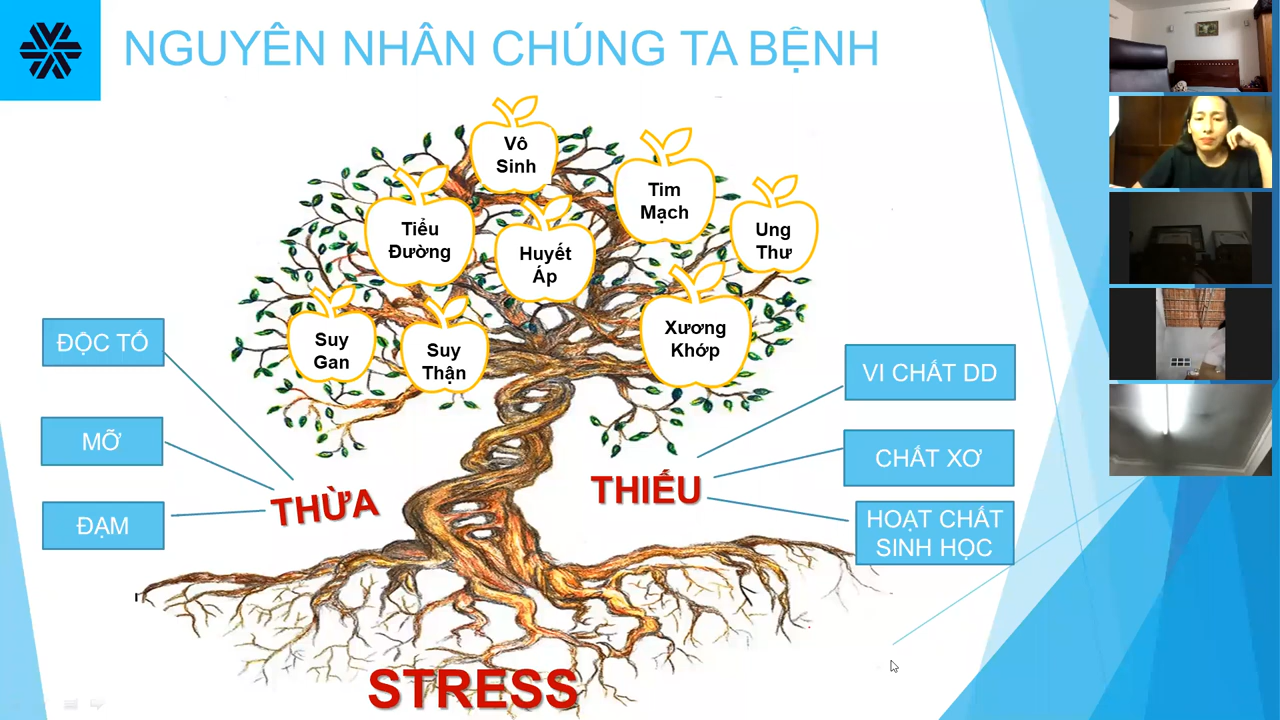 NGUYÊN NHÂN CHÚNG TA BỆNH
Vô
Sinh
Tim
Mạch
Tiểu
Đường
Ung
Thư
Huyết
Áp
Xương
Khớp
Suy
Gan
Suy
Thận
ĐỘC TỐ
MỠ
ĐẠM
THỪA
THIẾU
VI CHẤT DD
CHẤT XƠ
HOẠT CHẤT
SINH HỌC
STRESS